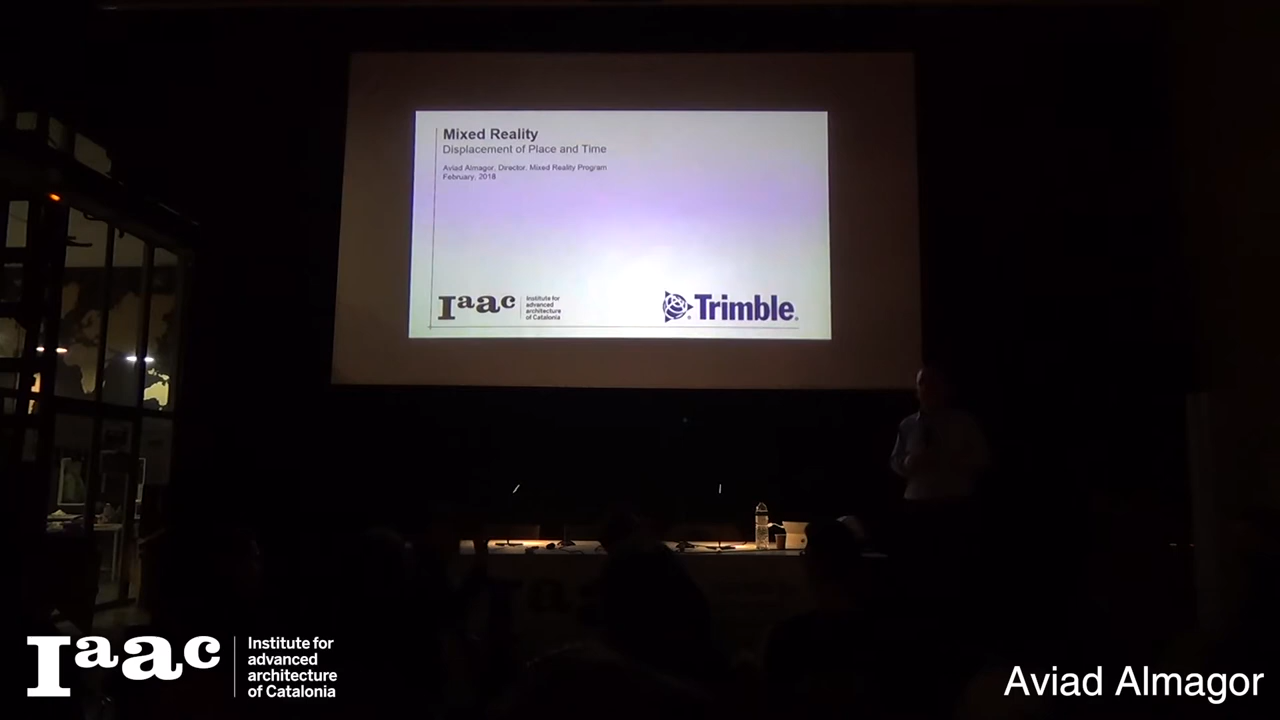 Mixed Reality
Displacement of Place and Time
Aviad Almagor, Director, Mixed Reality Program
February, 2018
Iaac
Institute for
advanced
architecture
of Catalonia
Trimble
Iaac
Institute for
advanced
architecture
of Catalonia
Aviad Almagor